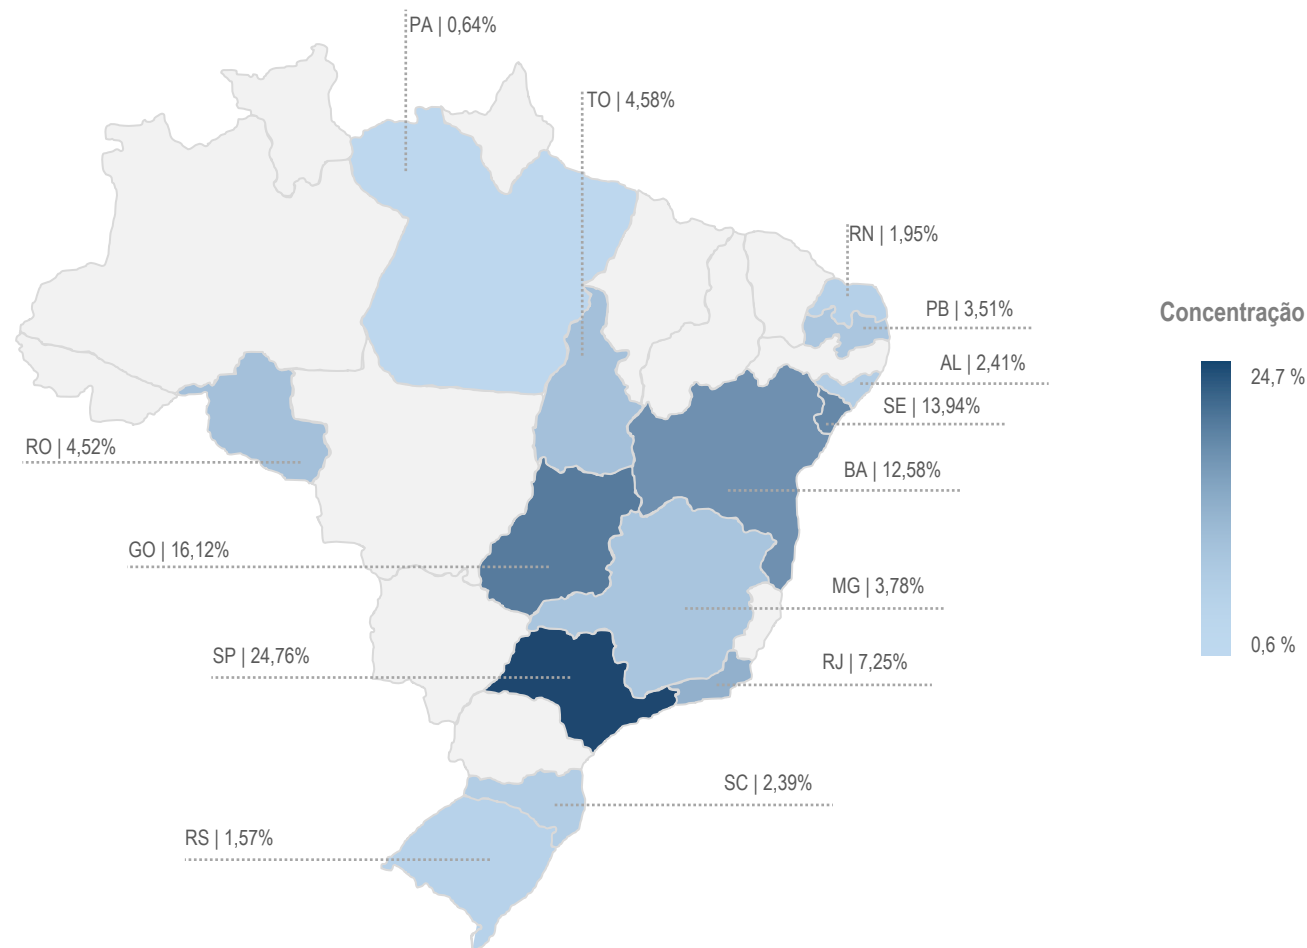 PA | 0,64%
TO | 4,58%
RN | 1,95%
PB | 3,51%
Concentração
AL | 2,41%
24,7 %
SE | 13,94%
RO | 4,52%
BA | 12,58%
GO | 16,12%
MG | 3,78%
0,6 %
SP | 24,76%
RJ | 7,25%
SC | 2,39%
RS | 1,57%